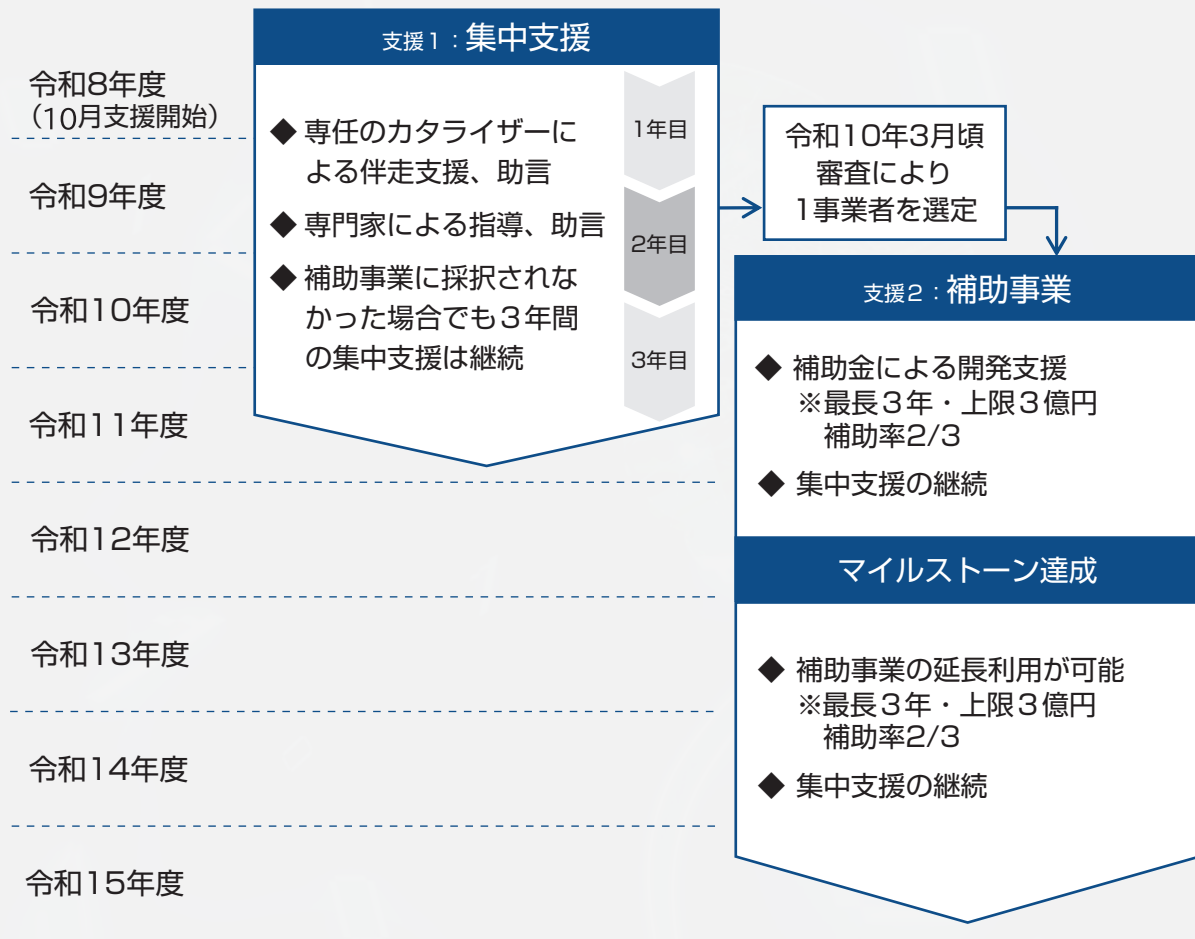 令和8年度
（10月支援開始）
令和9年度
令和10年度
令和11年度
令和12年度
令和13年度
令和14年度
令和15年度
支援1：集中支援
◆ 専任のカタライザーに
よる伴走支援、助言
◆ 専門家による指導、助言
◆ 補助事業に採択されな
かった場合でも３年間
の集中支援は継続
1年目
2年目
3年目
令和10年3月頃
審査により
1事業者を選定
支援2：補助事業
◆ 補助金による開発支援
※最長３年・上限３億円
補助率2/3
◆ 集中支援の継続
マイルストーン達成
◆ 補助事業の延長利用が可能
※最長３年・上限３億円
補助率2/3
◆ 集中支援の継続